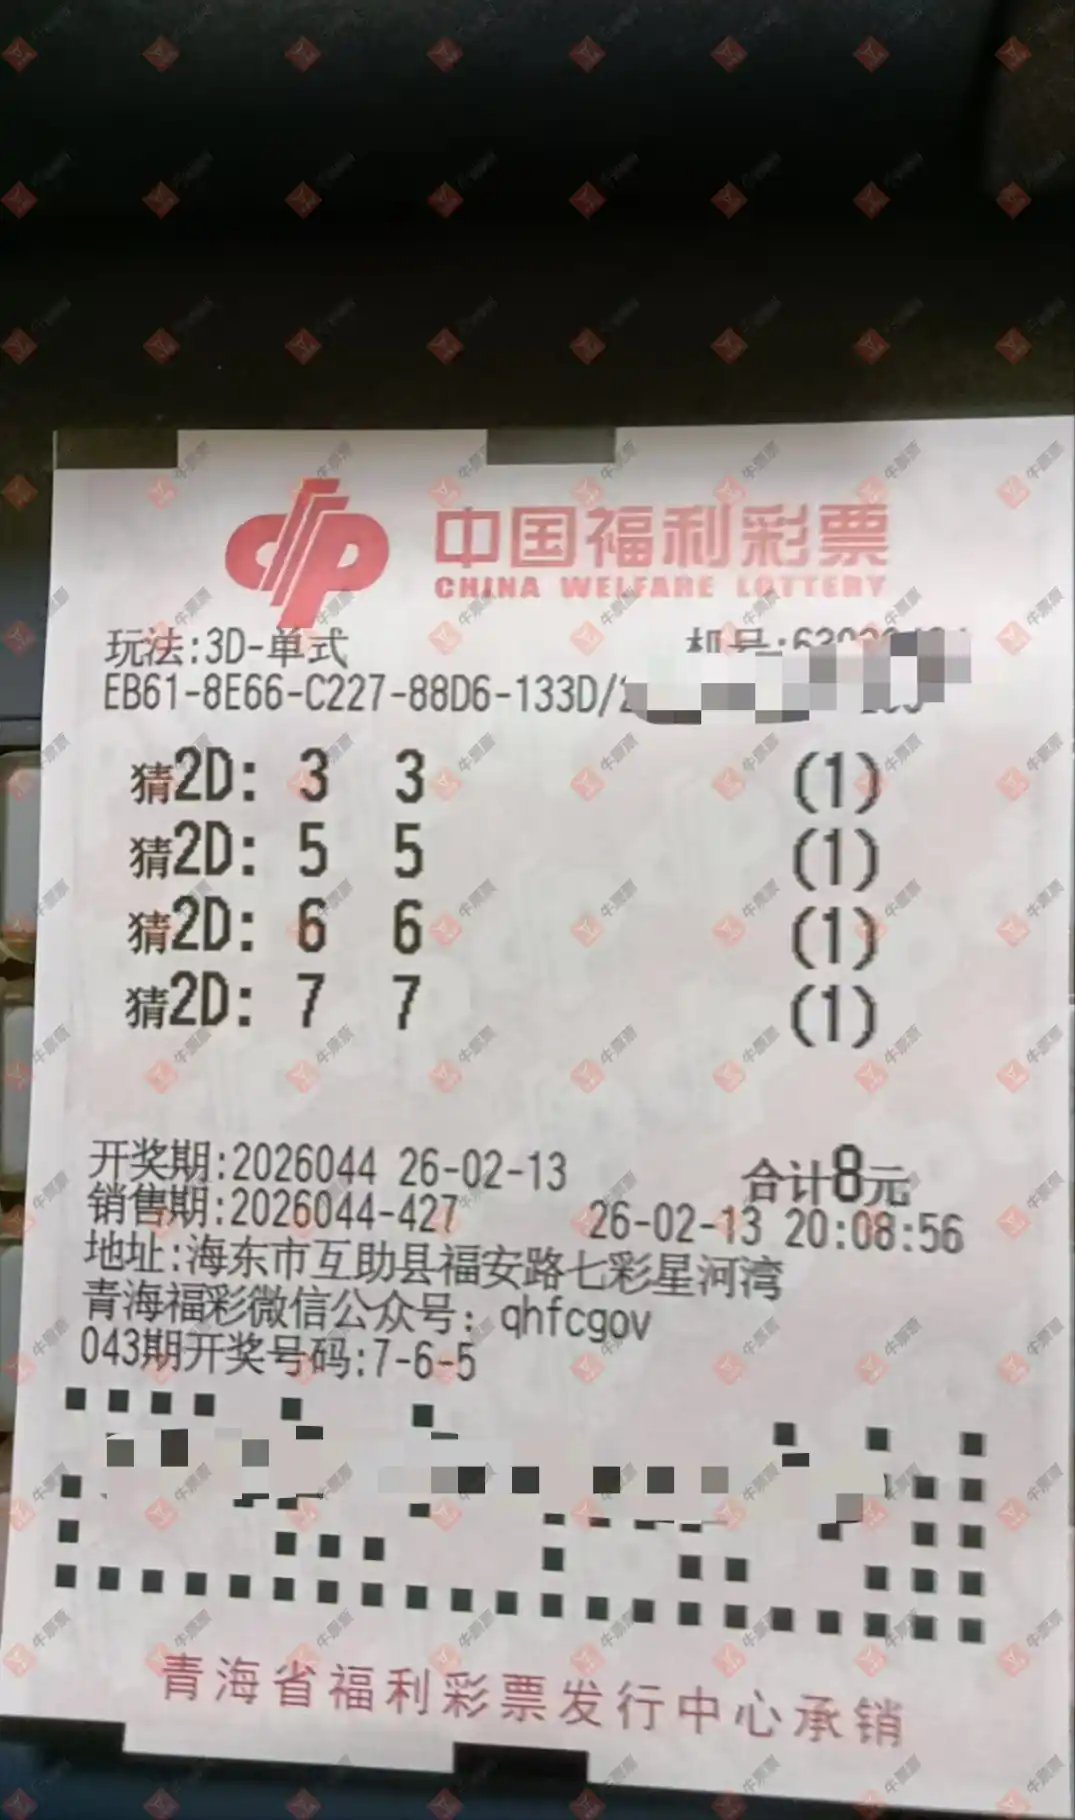 中国福利彩票
CHINA WELFARE LOTTERY
玩法:3D-单式 机号:63
EB61-8E66-C227-88D6-133D/
猜2D: 3 3 (1)
猜2D: 5 5 (1)
猜2D: 6 6 (1)
猜2D: 7 7 (1)
开奖期:2026044 26-02-13 合计8元
销售期:2026044-427 26-02-13 20:08:56
地址:海东市互助县福安路七彩星河湾
青海福彩微信公众号: qhfcgov
043期开奖号码:7-6-5
青海省福利彩票发行中心承销